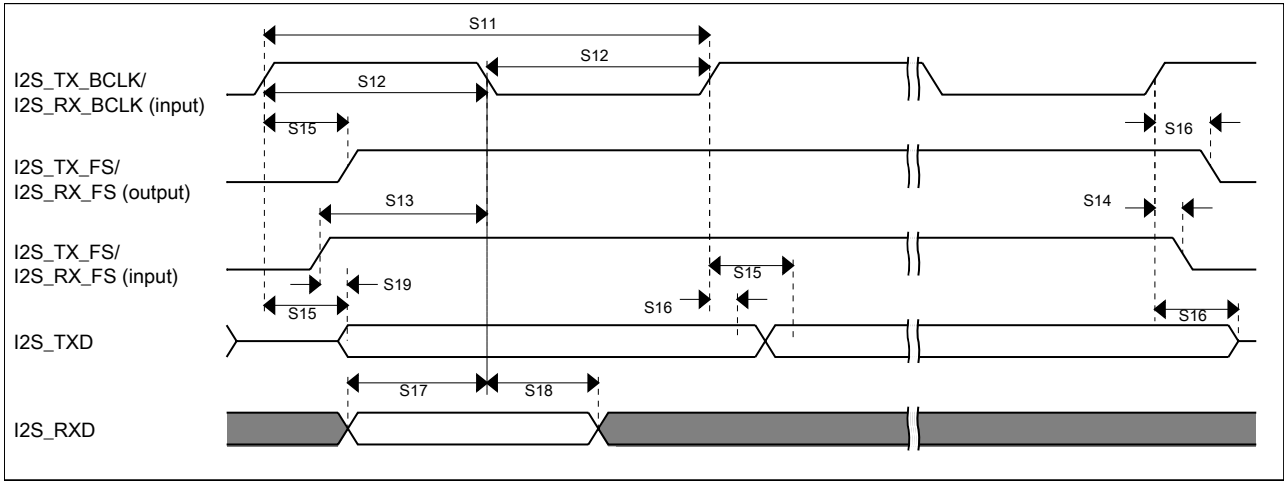 S11
S12
I2S_TX_BCLK/
I2S_RX_BCLK (input)
S12
S15
S16
I2S_TX_FS/
I2S_RX_FS (output)
S13
S14
I2S_TX_FS/
I2S_RX_FS (input)
S15
S19
S16
S15
S16
I2S_TXD
S17
S18
I2S_RXD